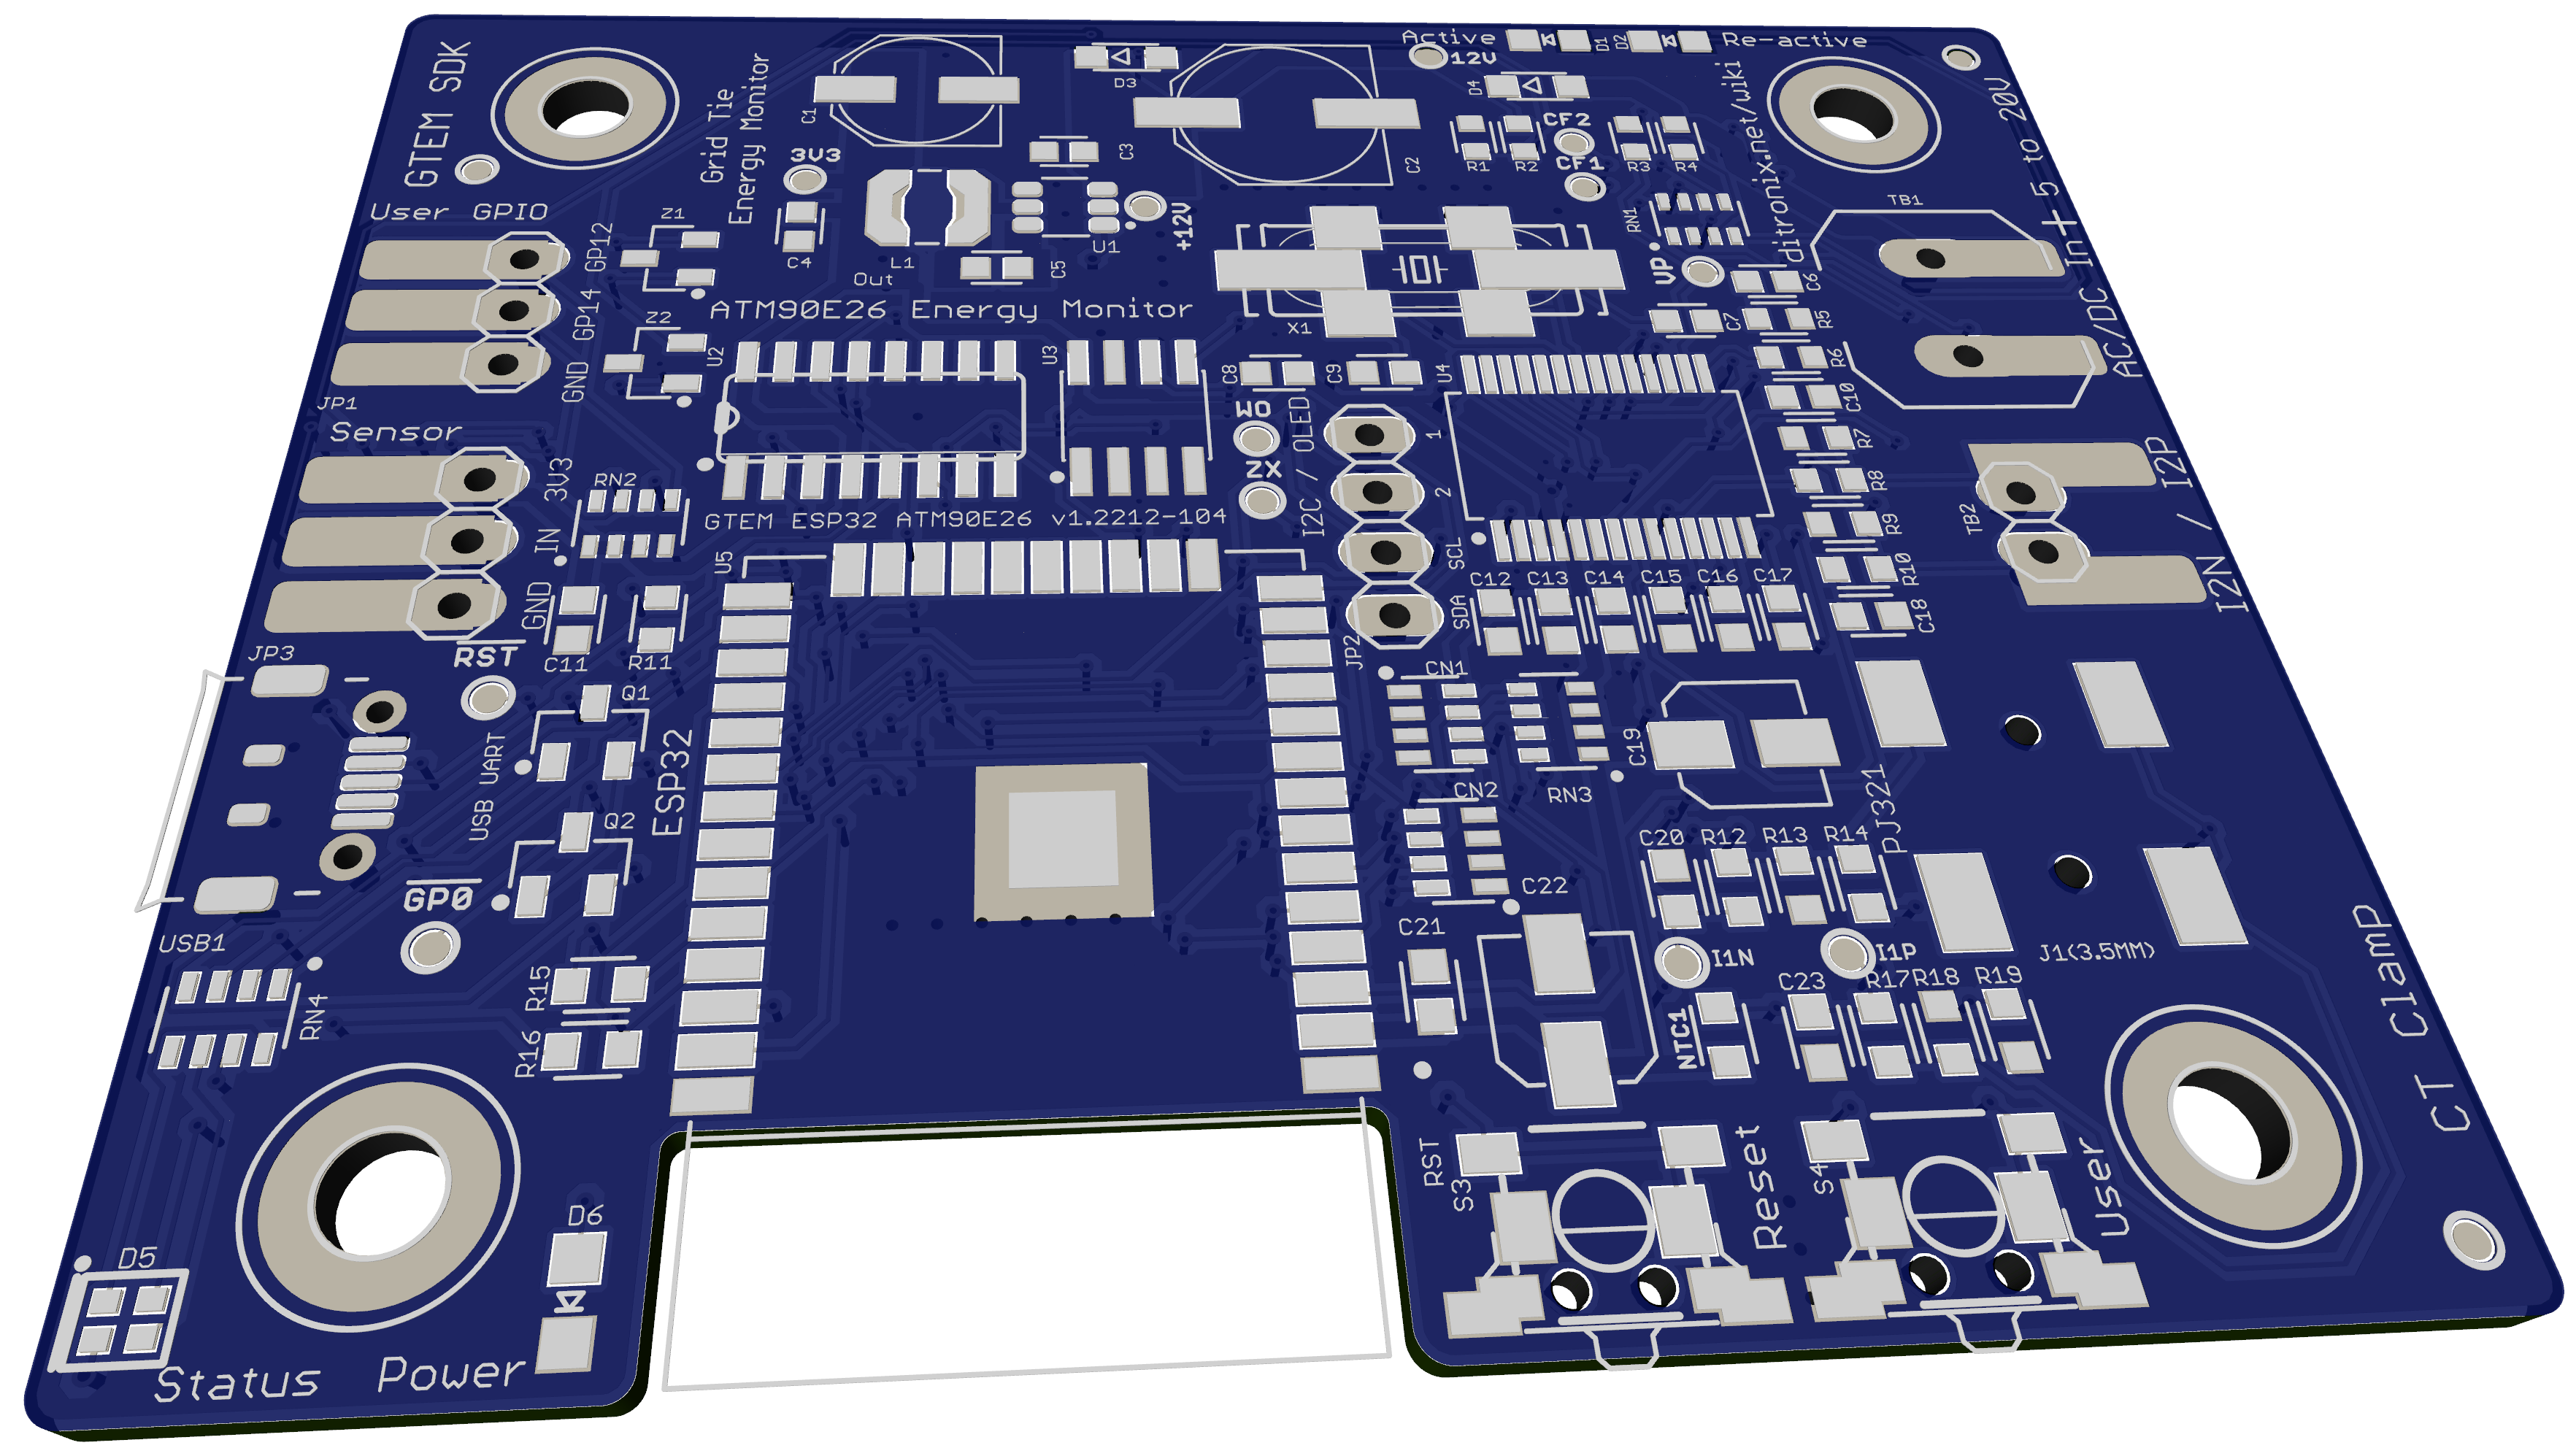 GTEM SDK
Grid Tie
Energy Monitor
C1
D3
C2
Active
12V
D1
D2
Re-active
D4
CF2
CF1
R1
R2
R3
R4
ditronix.net/wiki
AC/DC In + 5 to 20V
3V3
C3
C4
L1
Out
U1
+12V
C5
User GPIO
GP12
GP14
GND
JP1
Z1
Z2
RN1
VP
TB1
C6
X1
C7
R5
R6
C10
R7
R8
R9
R10
C18
ATM90E26 Energy Monitor
U2
U3
C8
C9
U4
WO
ZX
I2C / OLED
1
2
SCL
SDA
JP2
Sensor
3V3
IN
GND
RN2
GTEM ESP32 ATM90E26 v1.2212-104
TB2
I2N / I2P
U5
C11
R11
C12
C13
C14
C15
C16
C17
JP3
RST
Q1
USB UART
ESP32
Q2
GP0
USB1
RN4
R15
R16
CN1
CN2
RN3
C19
PJ321
C20
R12
R13
R14
C22
C21
I1N
I1P
J1(3.5MM)
NTC1
C23
R17
R18
R19
CT Clamp
RST
S3
Reset
S4
User
D5
D6
Status
Power